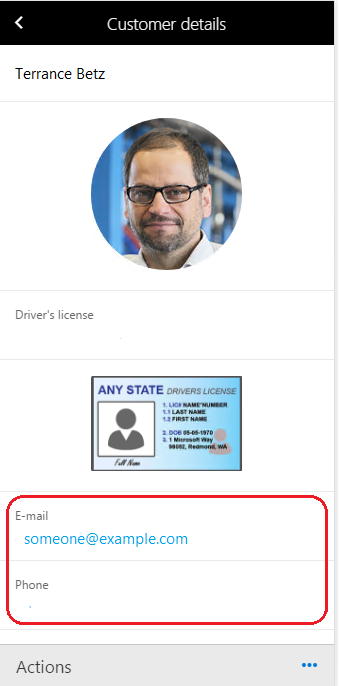 Customer details
Terrance Betz
Driver's license
ANY STATE DRIVERS LICENSE
1. LIC# NAME*NUMBER
1.1 LAST NAME
1.2 FIRST NAME
2. DOB 05-05-1970
3. 1 Microsoft Way
98052, Redmond, WA
Full Name
E-mail
someone@example.com
Phone
Actions